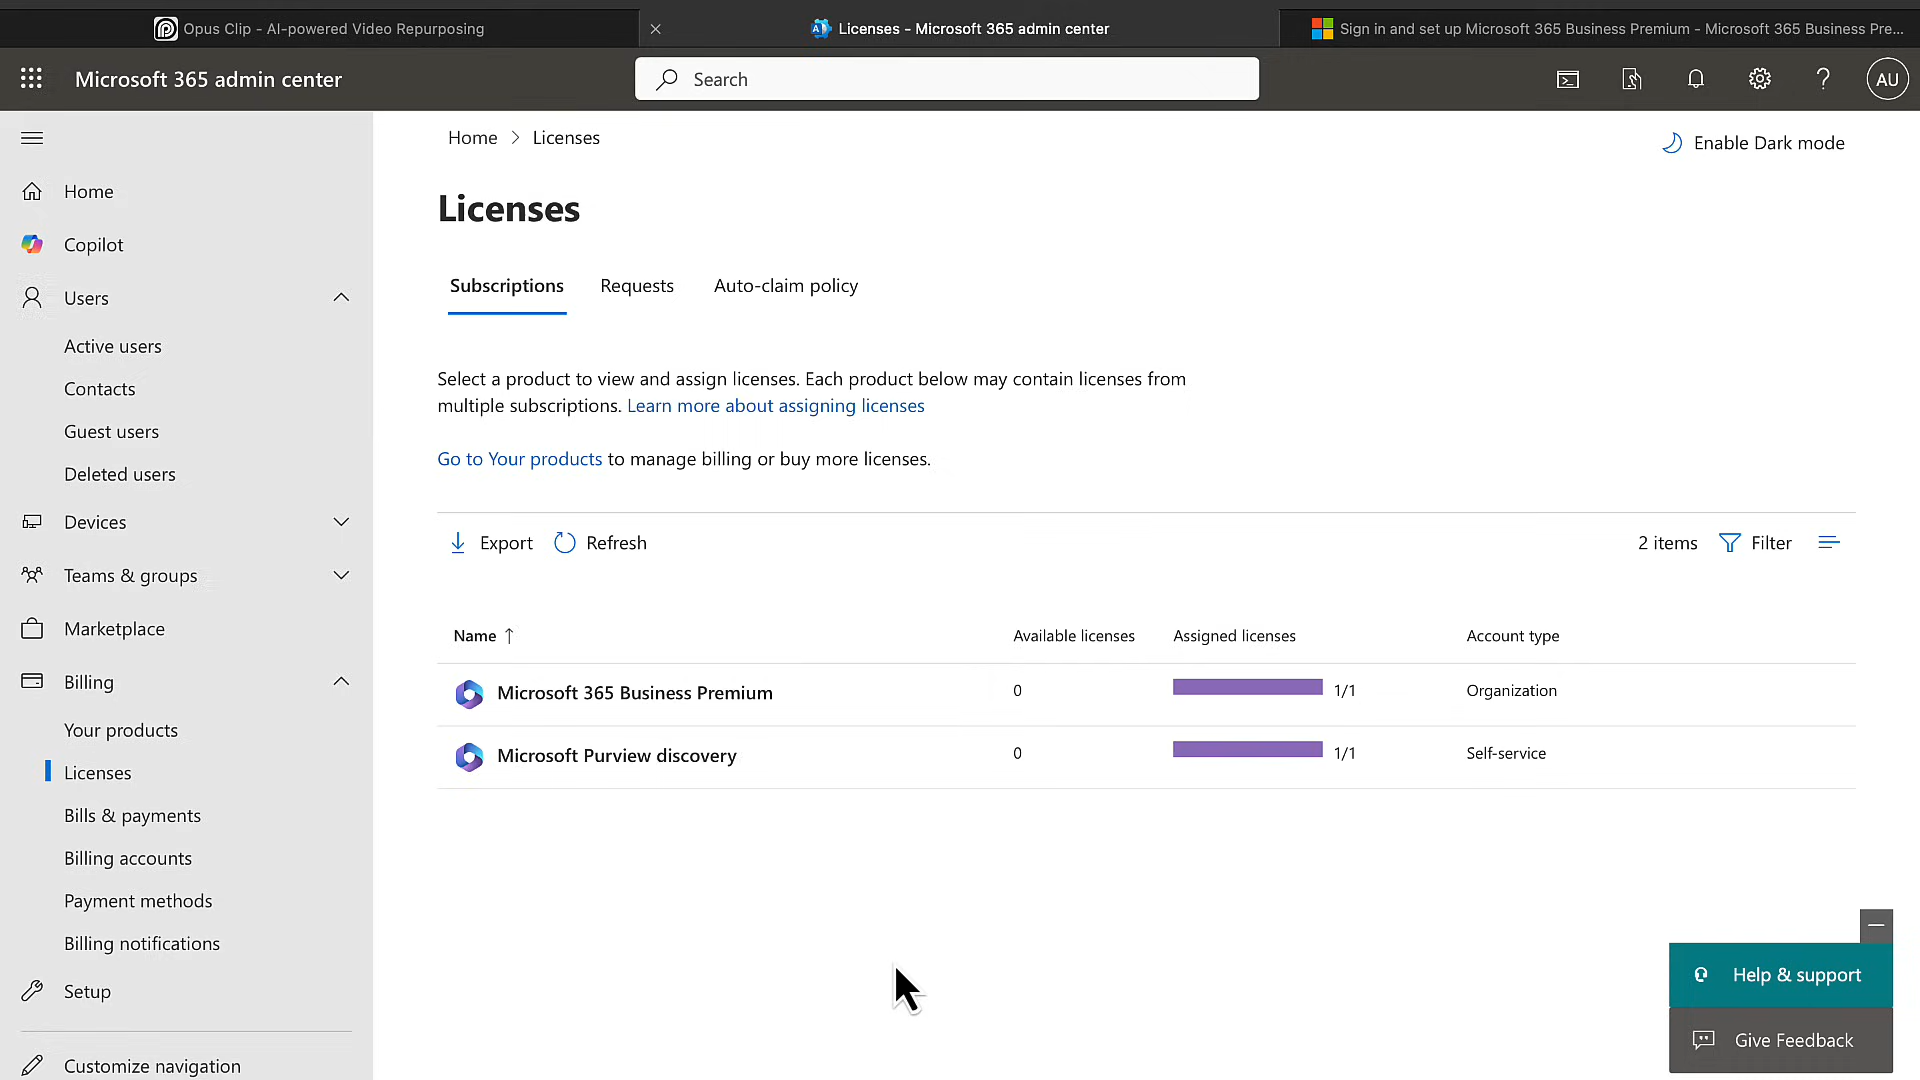 Opus Clip - AI-powered Video Repurposing
Licenses - Microsoft 365 admin center
Sign in and set up Microsoft 365 Business Premium - Microsoft 365 Business Pre...
Microsoft 365 admin center
Search
AU
Home
Copilot
Users
Active users
Contacts
Guest users
Deleted users
Devices
Teams & groups
Marketplace
Billing
Your products
Licenses
Bills & payments
Billing accounts
Payment methods
Billing notifications
Setup
Customize navigation
Home > Licenses
Enable Dark mode
Licenses
Subscriptions Requests Auto-claim policy
Select a product to view and assign licenses. Each product below may contain licenses from
multiple subscriptions. Learn more about assigning licenses
Go to Your products to manage billing or buy more licenses.
Export Refresh 2 items Filter
Name ↑ Available licenses Assigned licenses Account type
Microsoft 365 Business Premium 0 1/1 Organization
Microsoft Purview discovery 0 1/1 Self-service
Help & support
Give Feedback